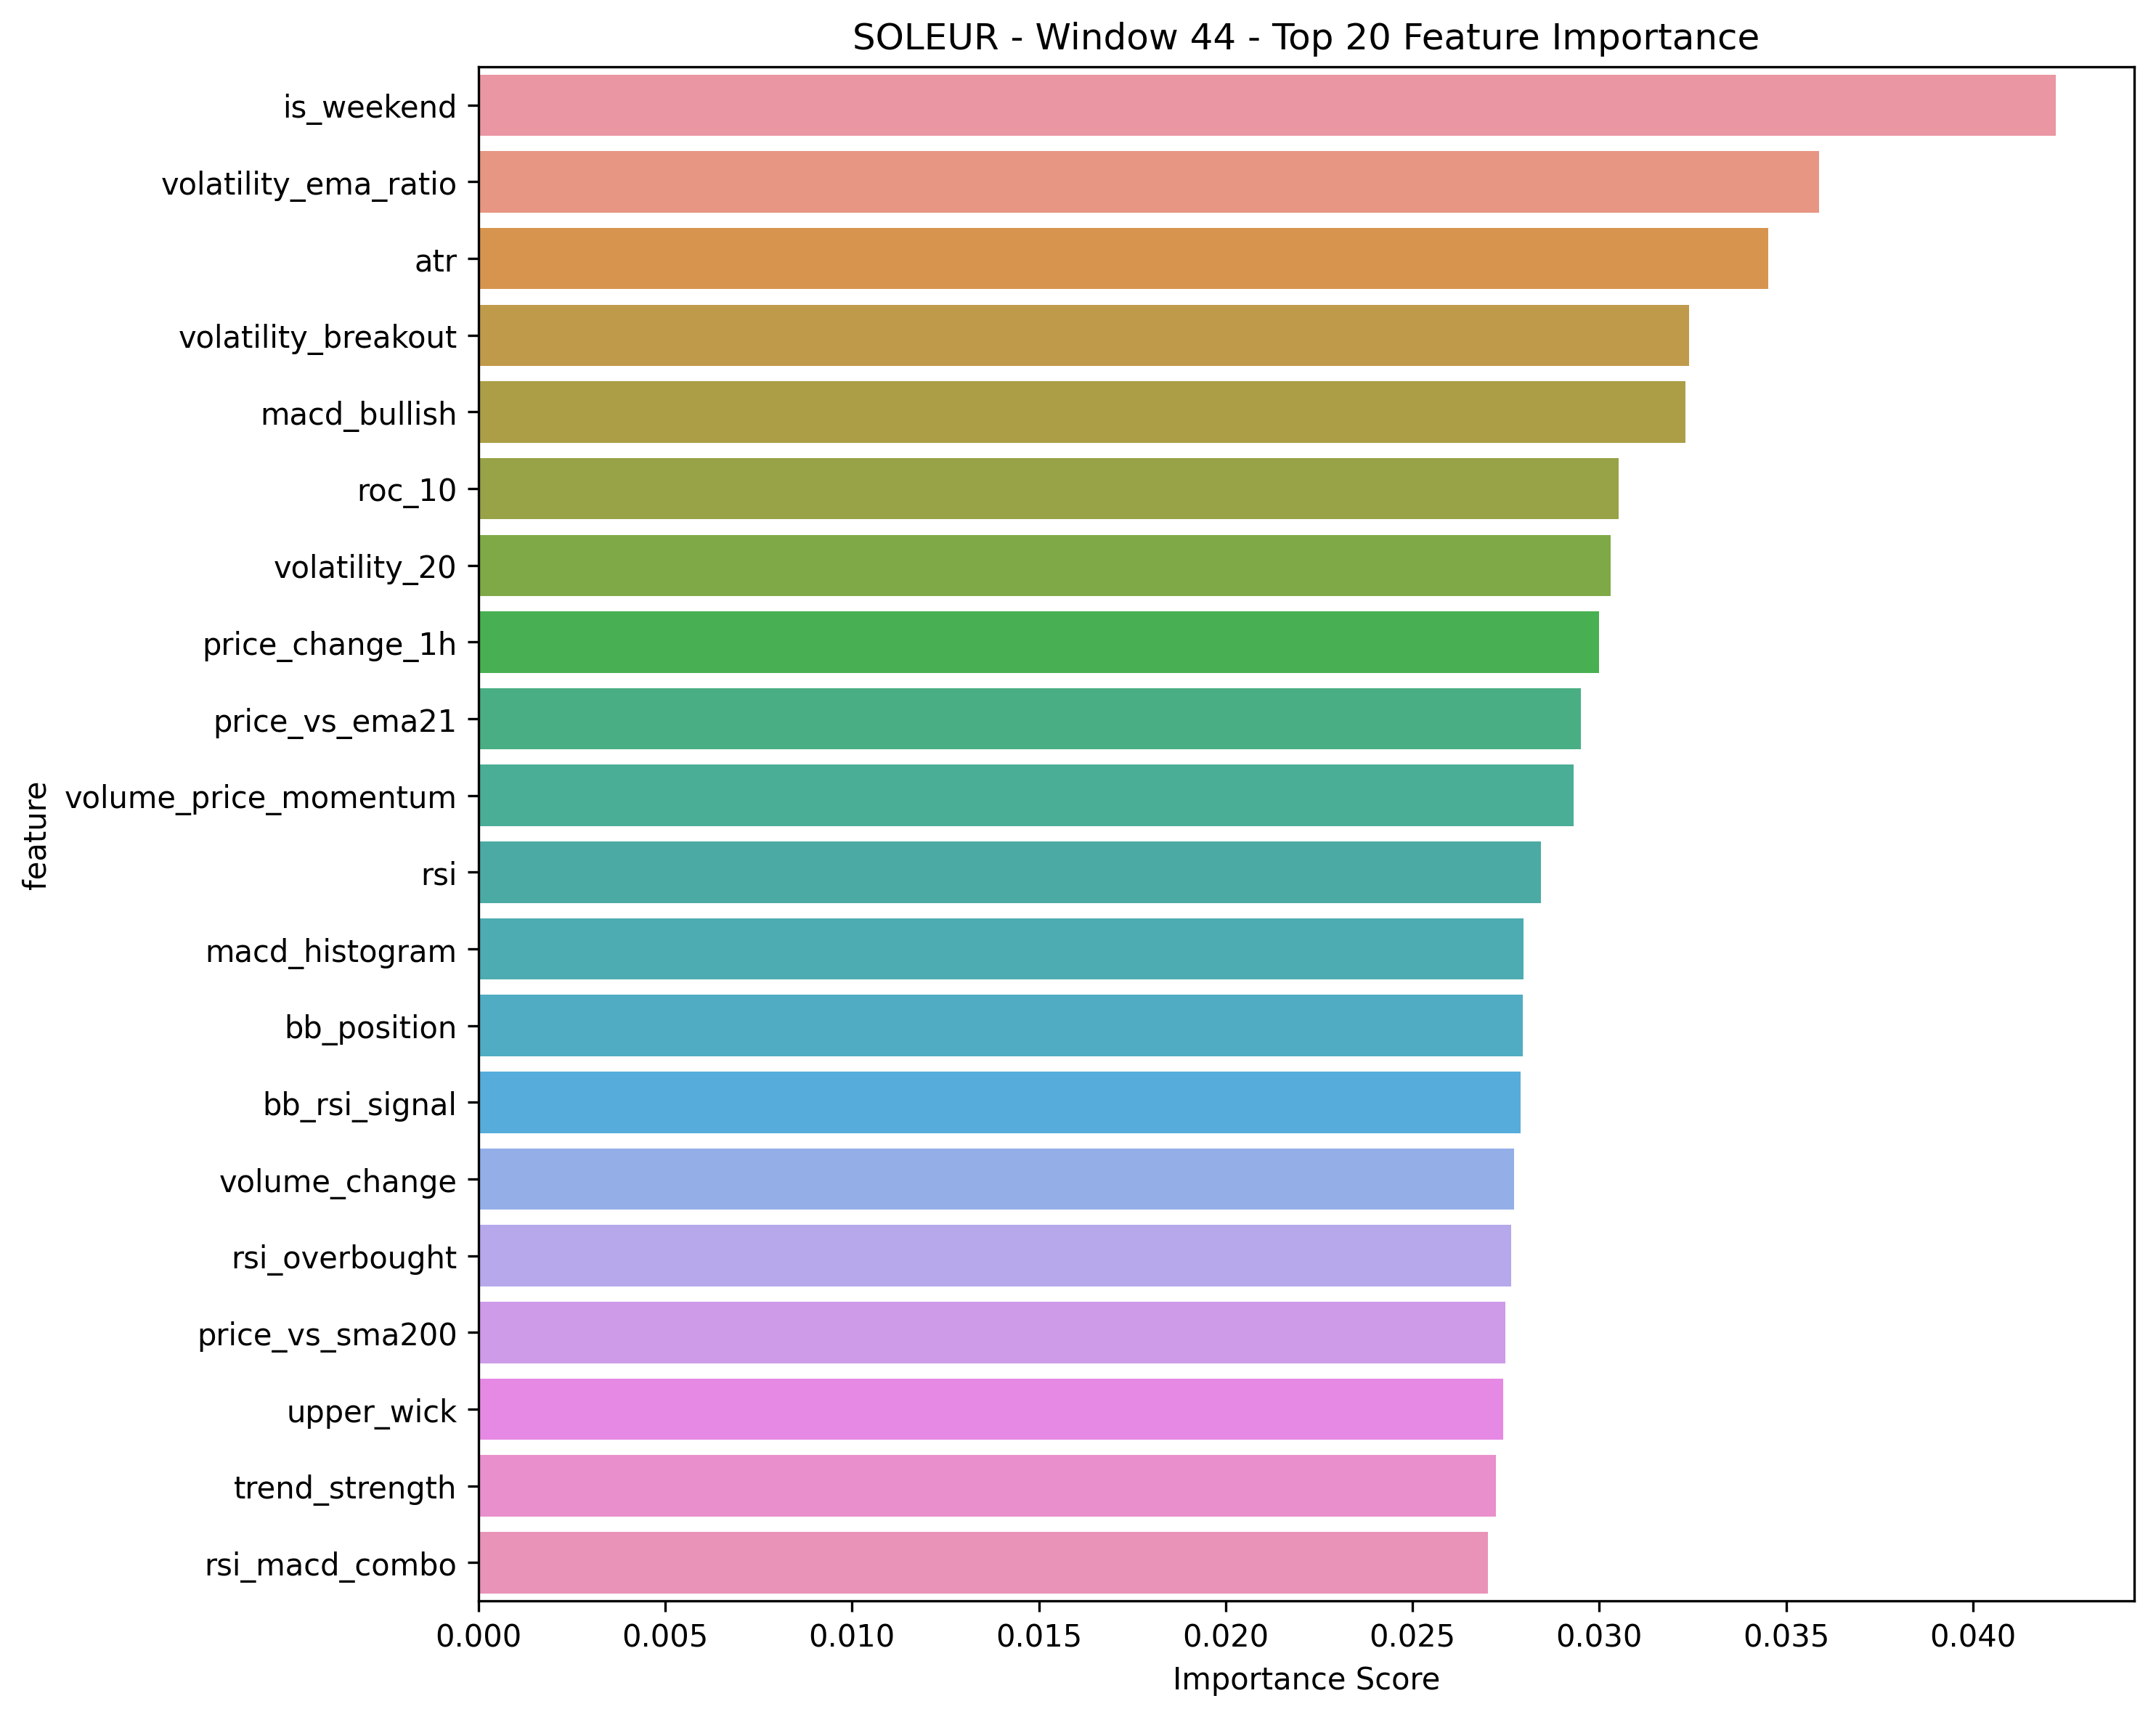 SOLEUR - Window 44 - Top 20 Feature Importance
is_weekend
volatility_ema_ratio
atr
volatility_breakout
macd_bullish
roc_10
volatility_20
price_change_1h
price_vs_ema21
volume_price_momentum
rsi
macd_histogram
bb_position
bb_rsi_signal
volume_change
rsi_overbought
price_vs_sma200
upper_wick
trend_strength
rsi_macd_combo
feature
0.000 0.005 0.010 0.015 0.020 0.025 0.030 0.035 0.040
Importance Score